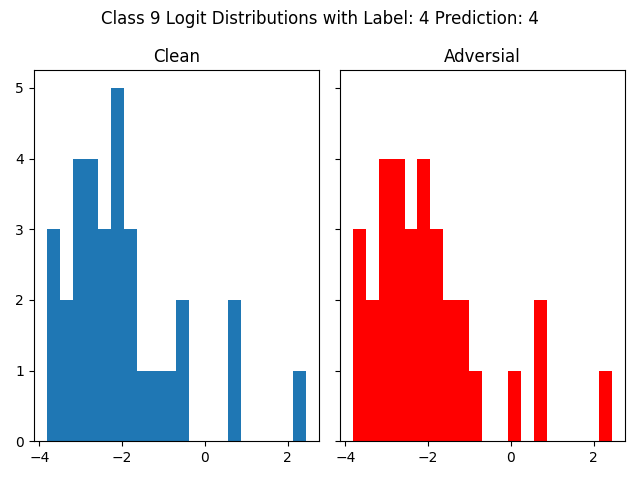 Class 9 Logit Distributions with Label: 4 Prediction: 4
Clean
Adversial
5
4
3
2
1
0
−4 −2 0 2
−4 −2 0 2